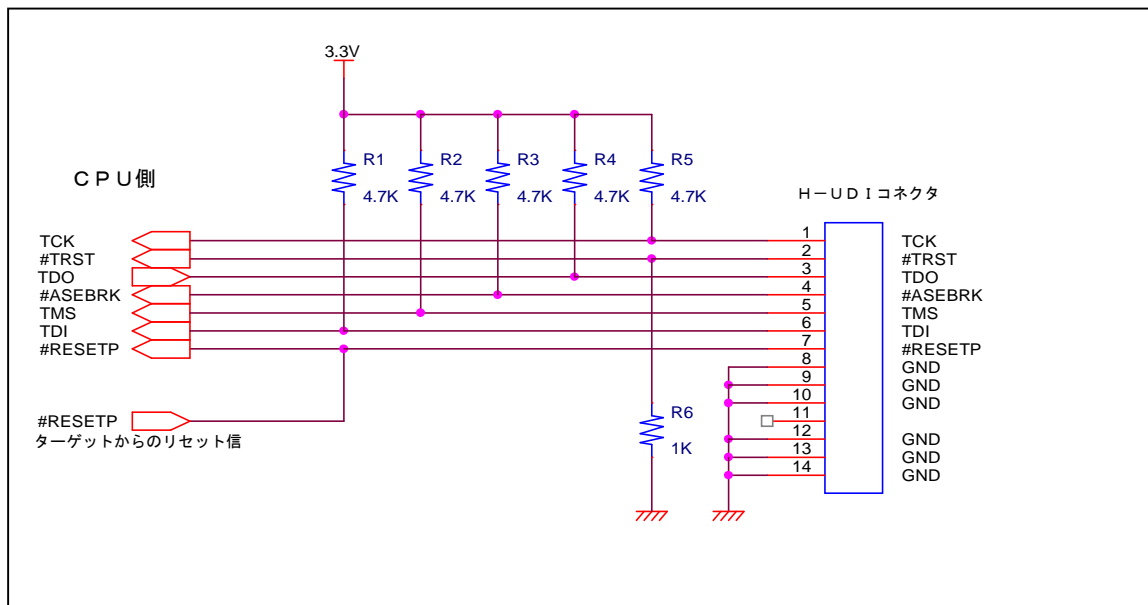 3.3V
R1
R2
R3
R4
R5
4.7K
4.7K
4.7K
4.7K
4.7K
ＣＰＵ側
Ｈ－ＵＤＩコネクタ
TCK
1
TCK
#TRST
2
#TRST
TDO
3
TDO
#ASEBRK
4
#ASEBRK
TMS
5
TMS
TDI
6
TDI
#RESETP
7
#RESETP
8
GND
9
GND
10
GND
11
12
GND
13
GND
14
GND
#RESETP
ターゲットからのリセット信
R6
1K